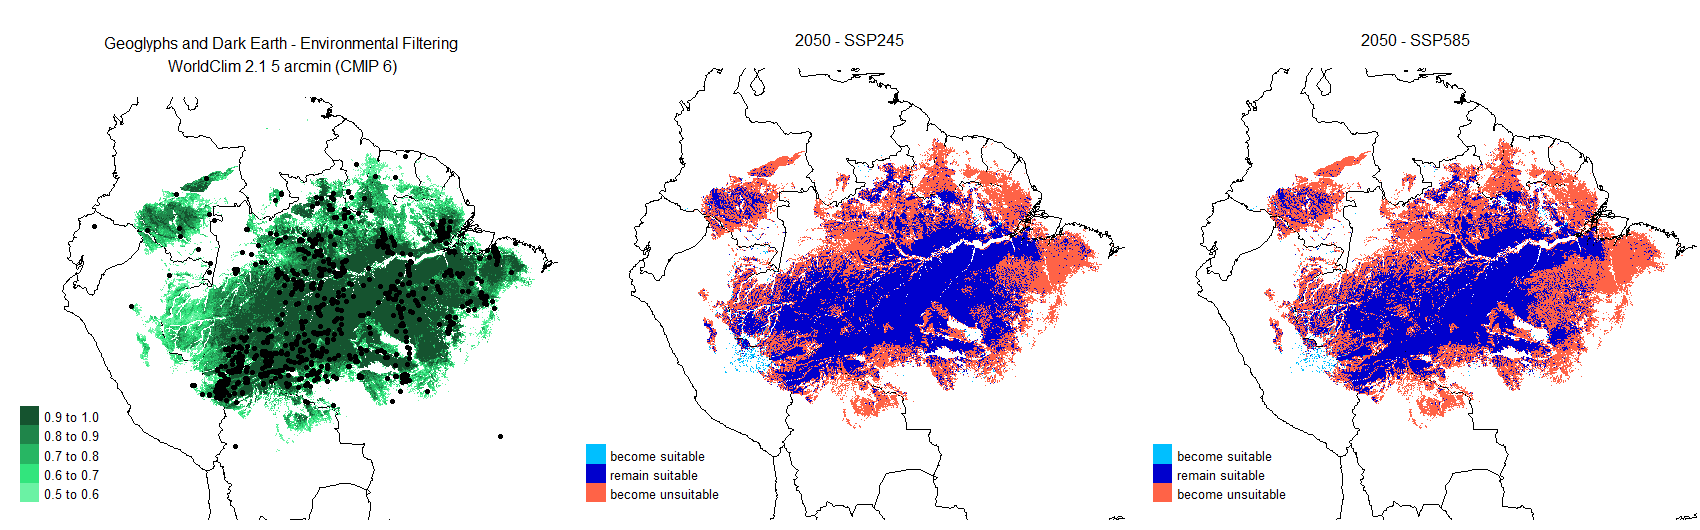 Geoglyphs and Dark Earth - Environmental Filtering
WorldClim 2.1 5 arcmin (CMIP 6)
0.9 to 1.0
0.8 to 0.9
0.7 to 0.8
0.6 to 0.7
0.5 to 0.6
2050 - SSP245
become suitable
remain suitable
become unsuitable
2050 - SSP585
become suitable
remain suitable
become unsuitable